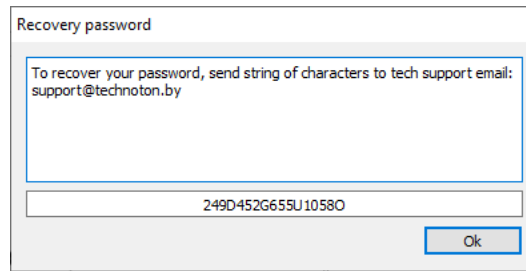 Recovery password
To recover your password, send string of characters to tech support email:
support@technoton.by
249D452G655U1058O
Ok